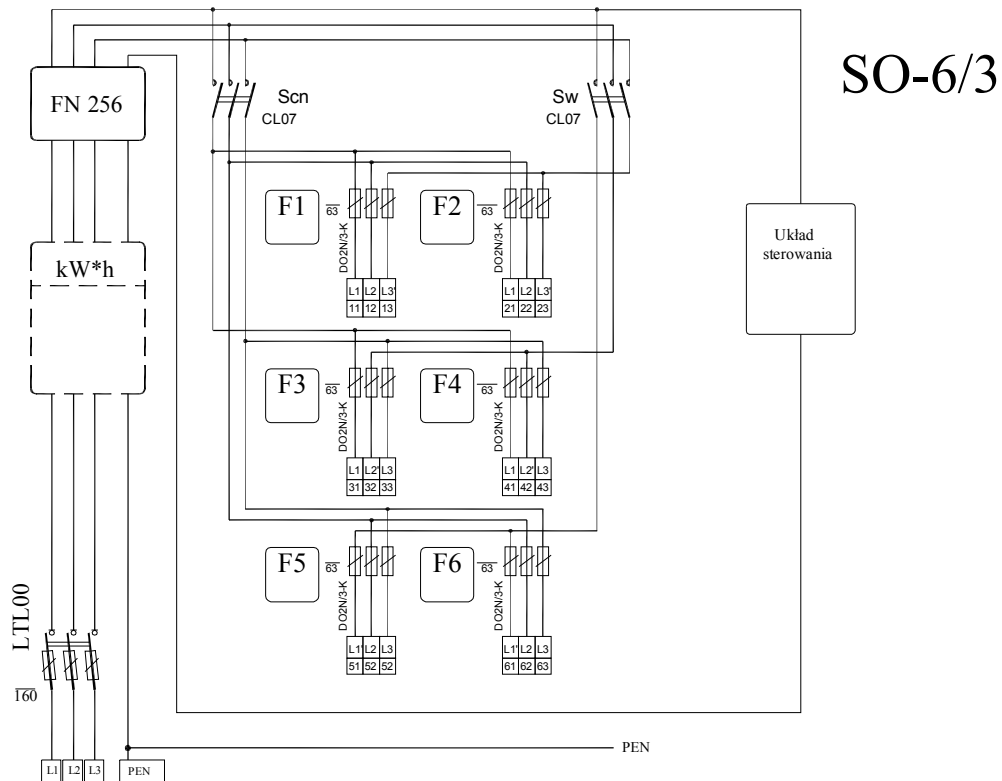 SO-6/3
FN 256
Scn
CL07
Sw
CL07
F1
63
DO2N/3-K
F2
63
DO2N/3-K
Układ
sterowania
kW*h
L1 L2 L3'
11 12 13
L1 L2 L3'
21 22 23
F3
63
DO2N/3-K
F4
63
DO2N/3-K
L1 L2' L3
31 32 33
L1 L2' L3
41 42 43
F5
63
DO2N/3-K
F6
63
DO2N/3-K
LTL00
160
L1' L2 L3
51 52 52
L1' L2 L3
61 62 63
PEN
L1 L2 L3 PEN